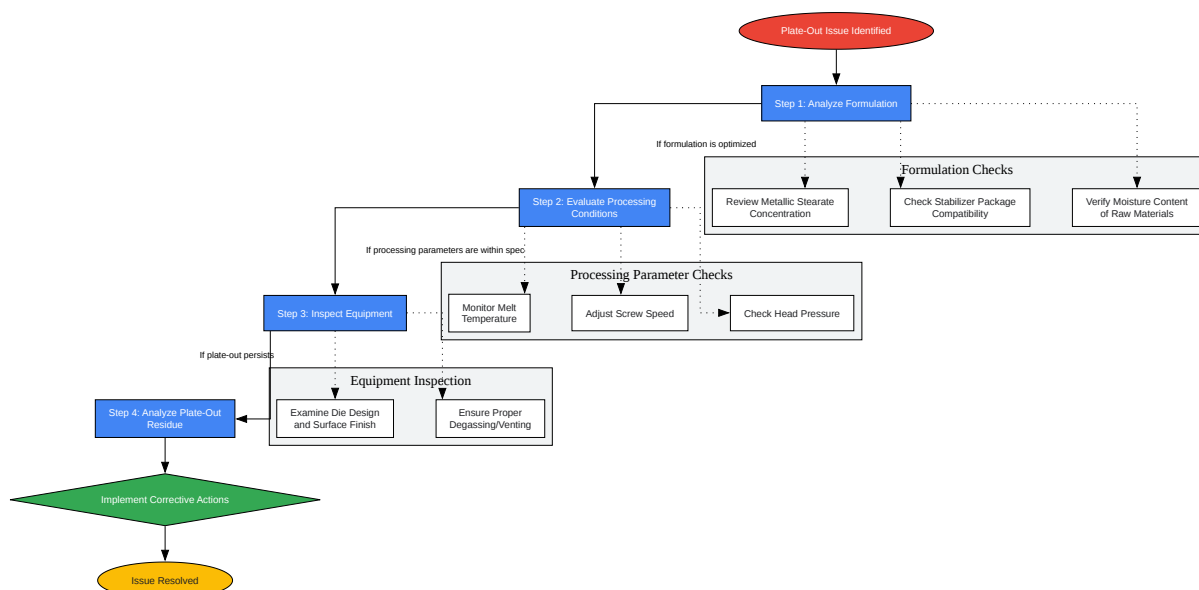 Plate-Out Issue Identified
Step 1: Analyze Formulation
If formulation is optimized
Formulation Checks
Review Metallic Stearate
Concentration
Check Stabilizer Package
Compatibility
Verify Moisture Content
of Raw Materials
Step 2: Evaluate Processing
Conditions
If processing parameters are within spec
Processing Parameter Checks
Monitor Melt
Temperature
Adjust Screw Speed
Check Head Pressure
Step 3: Inspect Equipment
If plate-out persists
Equipment Inspection
Examine Die Design
and Surface Finish
Ensure Proper
Degassing/Venting
Step 4: Analyze Plate-Out
Residue
Implement Corrective Actions
Issue Resolved